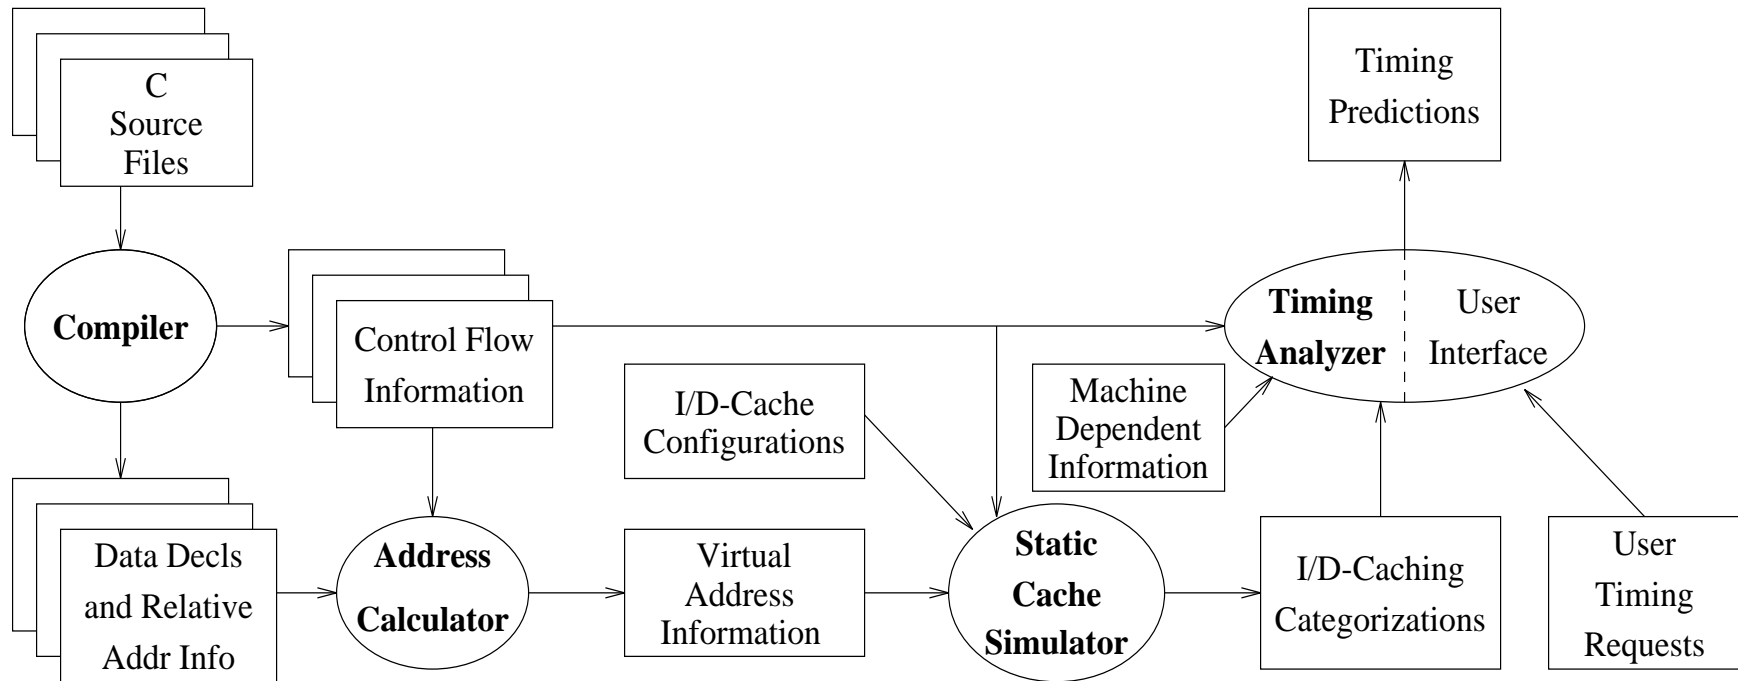 C
Source
Files
Timing
Predictions
Compiler
Control Flow
Information
Timing
Analyzer
User
Interface
I/D-Cache
Configurations
Machine
Dependent
Information
Data Decls
and Relative
Addr Info
Address
Calculator
Virtual
Address
Information
Static
Cache
Simulator
I/D-Caching
Categorizations
User
Timing
Requests